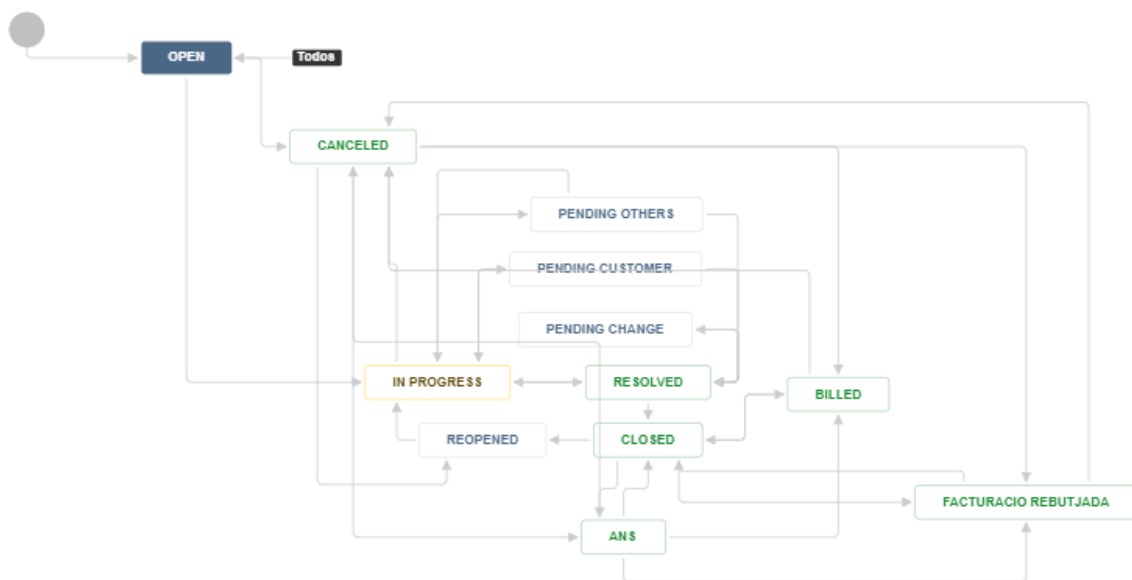 OPEN
Todos
CANCELED
PENDING OTHERS
PENDING CUSTOMER
PENDING CHANGE
IN PROGRESS
RESOLVED
BILLED
REOPENED
CLOSED
FACTURACIO REBUTJADA
ANS